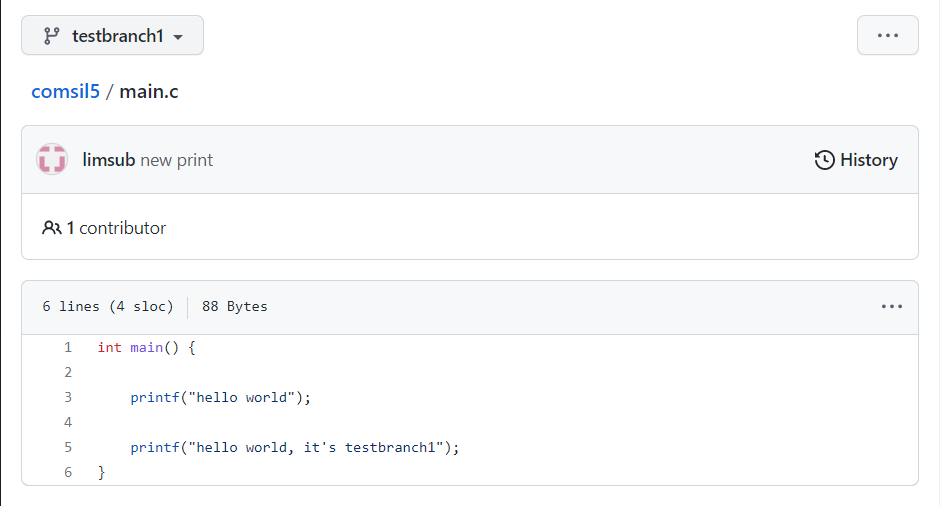 testbranch1
comsil5 / main.c
limsub new print History
1 contributor
6 lines (4 sloc) 88 Bytes
1 int main() {
2
3 printf("hello world");
4
5 printf("hello world, it's testbranch1");
6 }